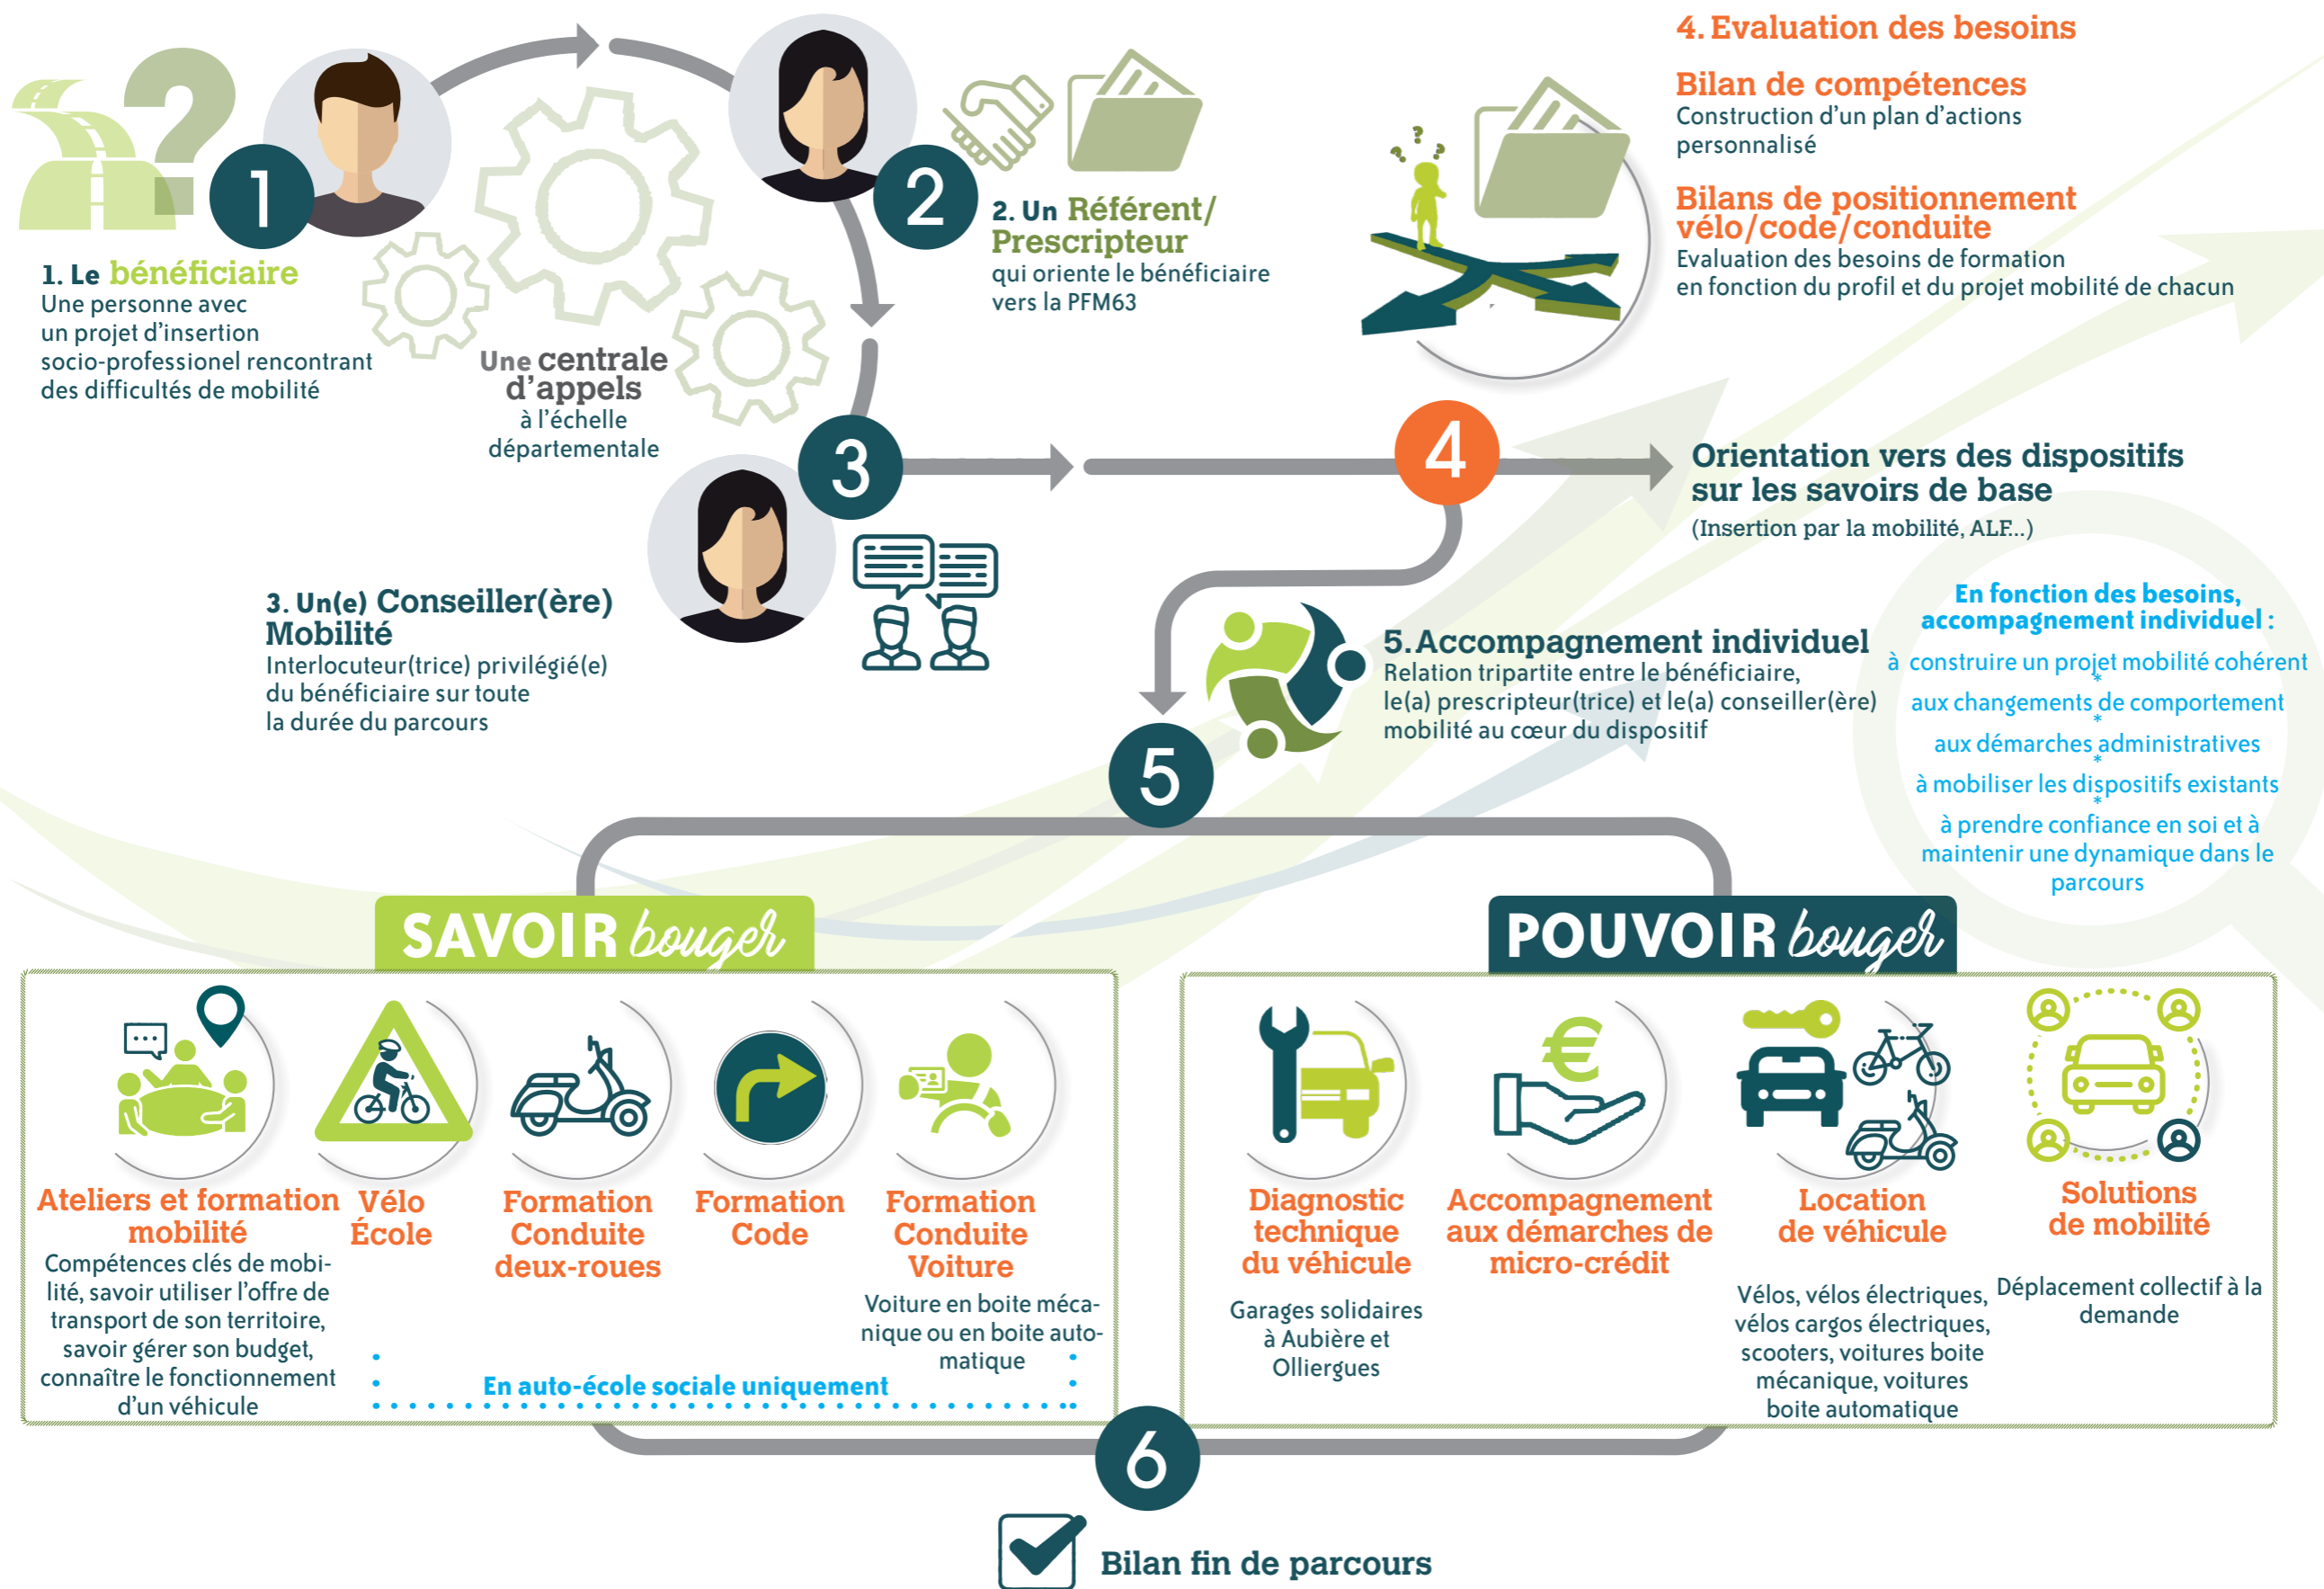 1
1. Le bénéficiaire
Une personne avec
un projet d'insertion
socio-professionel rencontrant
des difficultés de mobilité
Une centrale
d'appels
à l'échelle
départementale
2
2. Un Référent/
Prescripteur
qui oriente le bénéficiaire
vers la PFM63
3
3. Un(e) Conseiller(ère)
Mobilité
Interlocuteur(trice) privilégié(e)
du bénéficiaire sur toute
la durée du parcours
4. Evaluation des besoins
Bilan de compétences
Construction d'un plan d'actions
personnalisé
Bilans de positionnement
vélo/code/conduite
Evaluation des besoins de formation
en fonction du profil et du projet mobilité de chacun
4
Orientation vers des dispositifs
sur les savoirs de base
(Insertion par la mobilité, ALF...)
5
5. Accompagnement individuel
Relation tripartite entre le bénéficiaire,
le(a) prescripteur(trice) et le(a) conseiller(ère)
mobilité au cœur du dispositif
En fonction des besoins,
accompagnement individuel :
à construire un projet mobilité cohérent
*
aux changements de comportement
*
aux démarches administratives
*
à mobiliser les dispositifs existants
*
à prendre confiance en soi et à
maintenir une dynamique dans le
parcours
SAVOIR bouger
Ateliers et formation
mobilité
Compétences clés de mobi-
lité, savoir utiliser l'offre de
transport de son territoire,
savoir gérer son budget,
connaître le fonctionnement
d'un véhicule
Vélo
École
Formation
Conduite
deux-roues
Formation
Code
Formation
Conduite
Voiture
Voiture en boite méca-
nique ou en boite auto-
matique
En auto-école sociale uniquement
POUVOIR bouger
Diagnostic
technique
du véhicule
Garages solidaires
à Aubière et
Olliergues
Accompagnement
aux démarches de
micro-crédit
Location
de véhicule
Vélos, vélos électriques,
vélos cargos électriques,
scooters, voitures boite
mécanique, voitures
boite automatique
Solutions
de mobilité
Déplacement collectif à la
demande
6
Bilan fin de parcours